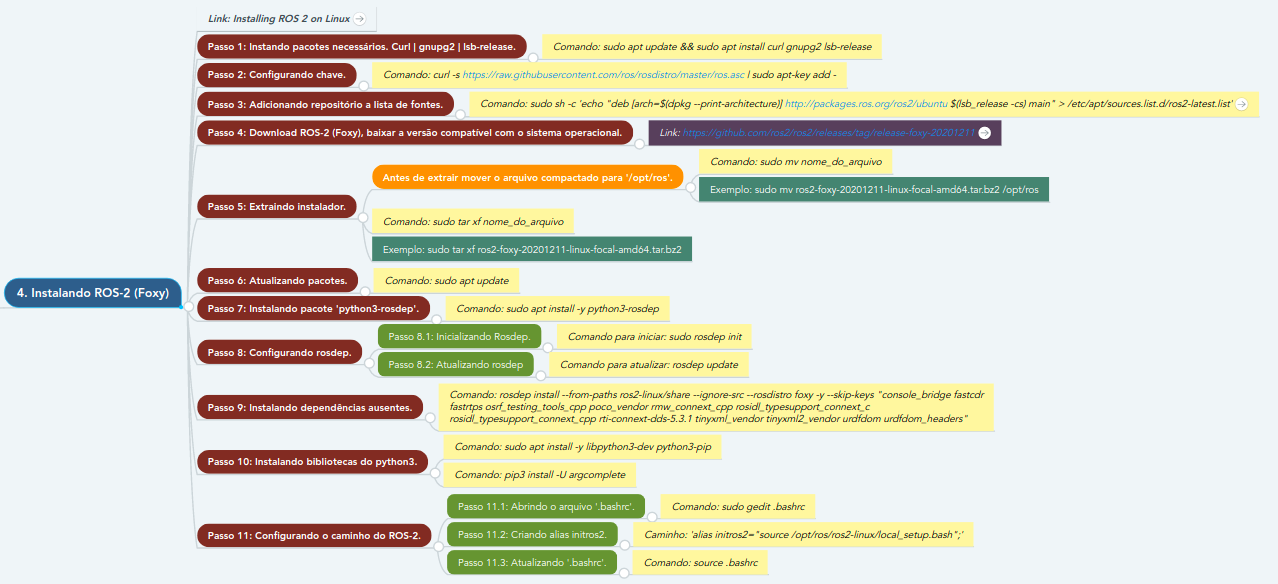 Link: Installing ROS 2 on Linux
Passo 1: Instando pacotes necessários. Curl | gnupg2 | lsb-release.
Comando: sudo apt update && sudo apt install curl gnupg2 lsb-release
Passo 2: Configurando chave.
Comando: curl -s https://raw.githubusercontent.com/ros/rosdistro/master/ros.asc | sudo apt-key add -
Passo 3: Adicionando repositório a lista de fontes.
Comando: sudo sh -c 'echo "deb [arch=$(dpkg --print-architecture)] http://packages.ros.org/ros2/ubuntu $(lsb_release -cs) main" > /etc/apt/sources.list.d/ros2-latest.list'
Passo 4: Download ROS-2 (Foxy), baixar a versão compatível com o sistema operacional.
Link: https://github.com/ros2/ros2/releases/tag/release-foxy-20201211
Passo 5: Extraindo instalador.
Antes de extrair mover o arquivo compactado para '/opt/ros'.
Comando: sudo mv nome_do_arquivo
Exemplo: sudo mv ros2-foxy-20201211-linux-focal-amd64.tar.bz2 /opt/ros
Comando: sudo tar xf nome_do_arquivo
Exemplo: sudo tar xf ros2-foxy-20201211-linux-focal-amd64.tar.bz2
4. Instalando ROS-2 (Foxy)
Passo 6: Atualizando pacotes.
Comando: sudo apt update
Passo 7: Instalando pacote 'python3-rosdep'.
Comando: sudo apt install -y python3-rosdep
Passo 8: Configurando rosdep.
Passo 8.1: Inicializando Rosdep.
Comando para iniciar: sudo rosdep init
Passo 8.2: Atualizando rosdep
Comando para atualizar: rosdep update
Passo 9: Instalando dependências ausentes.
Comando: rosdep install --from-paths ros2-linux/share --ignore-src --rosdistro foxy -y --skip-keys "console_bridge fastcdr
fastrtps osrf_testing_tools_cpp poco_vendor rmw_connext_cpp rosidl_typesupport_connext_c
rosidl_typesupport_connext_cpp rti-connext-dds-5.3.1 tinyxml_vendor tinyxml2_vendor urdfdom urdfdom_headers"
Passo 10: Instalando bibliotecas do python3.
Comando: sudo apt install -y libpython3-dev python3-pip
Comando: pip3 install -U argcomplete
Passo 11: Configurando o caminho do ROS-2.
Passo 11.1: Abrindo o arquivo '.bashrc'.
Comando: sudo gedit .bashrc
Passo 11.2: Criando alias initros2.
Caminho: 'alias initros2="source /opt/ros/ros2-linux/local_setup.bash";'
Passo 11.3: Atualizando '.bashrc'.
Comando: source .bashrc